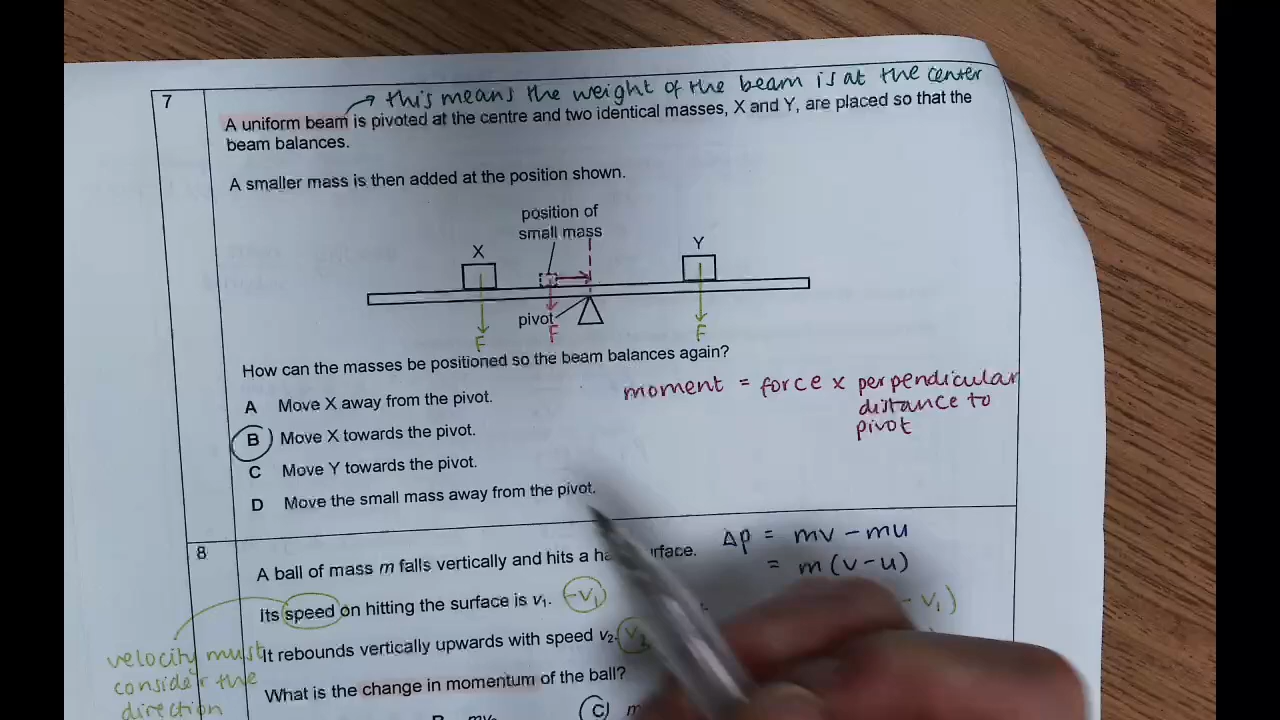 7
this means the weight of the beam is at the center
A uniform beam is pivoted at the centre and two identical masses, X and Y, are placed so that the
beam balances.
A smaller mass is then added at the position shown.
position of
small mass
X
Y
pivot
F
F
F
How can the masses be positioned so the beam balances again?
A Move X away from the pivot.
B Move X towards the pivot.
C Move Y towards the pivot.
D Move the small mass away from the pivot.
moment = force x perpendicular
distance to
pivot
8
A ball of mass m falls vertically and hits a
Δp = mv - mu
= m(v-u)
Its speed on hitting the surface is v₁. -v₁
- v₁)
It rebounds vertically upwards with speed v₂. v₂
velocity must
consider the
direction
What is the change in momentum of the ball?
C